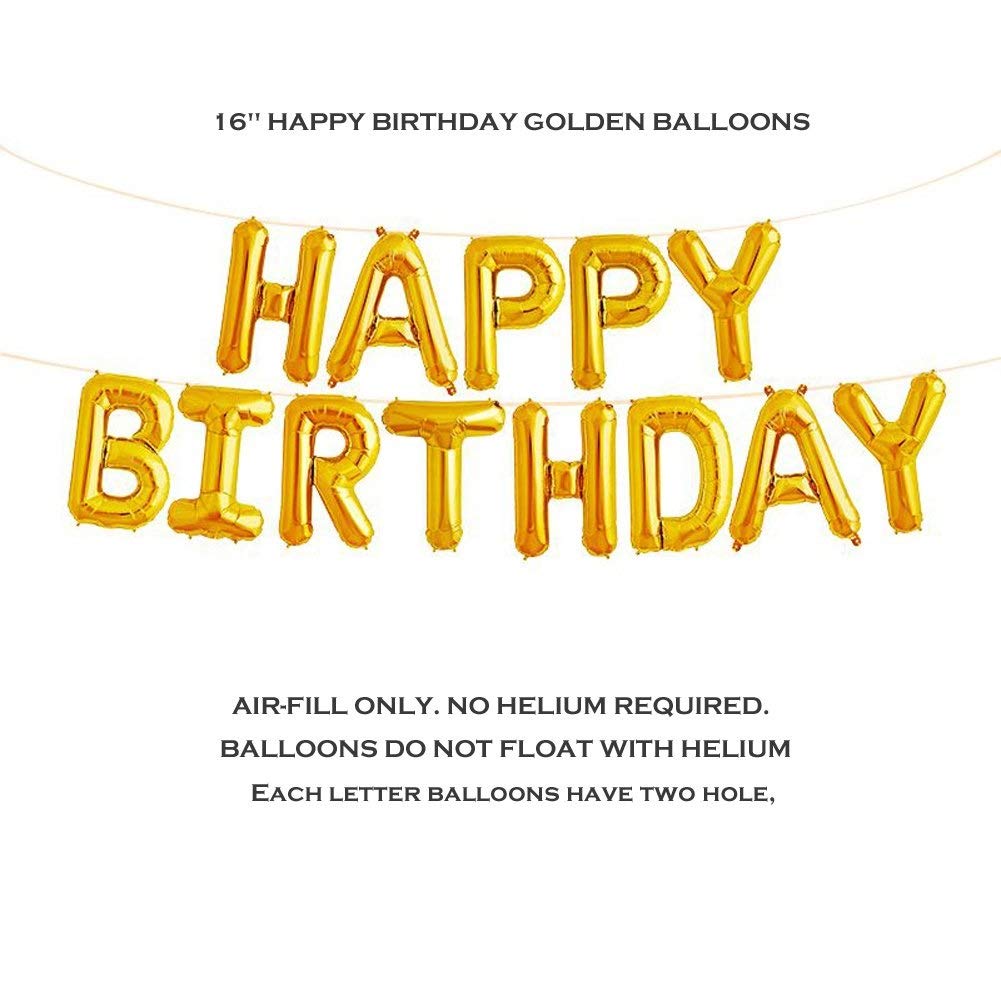 16" HAPPY BIRTHDAY GOLDEN BALLOONS
HAPPY
BIRTHDAY
AIR-FILL ONLY. NO HELIUM REQUIRED.
BALLOONS DO NOT FLOAT WITH HELIUM
EACH LETTER BALLOONS HAVE TWO HOLE,